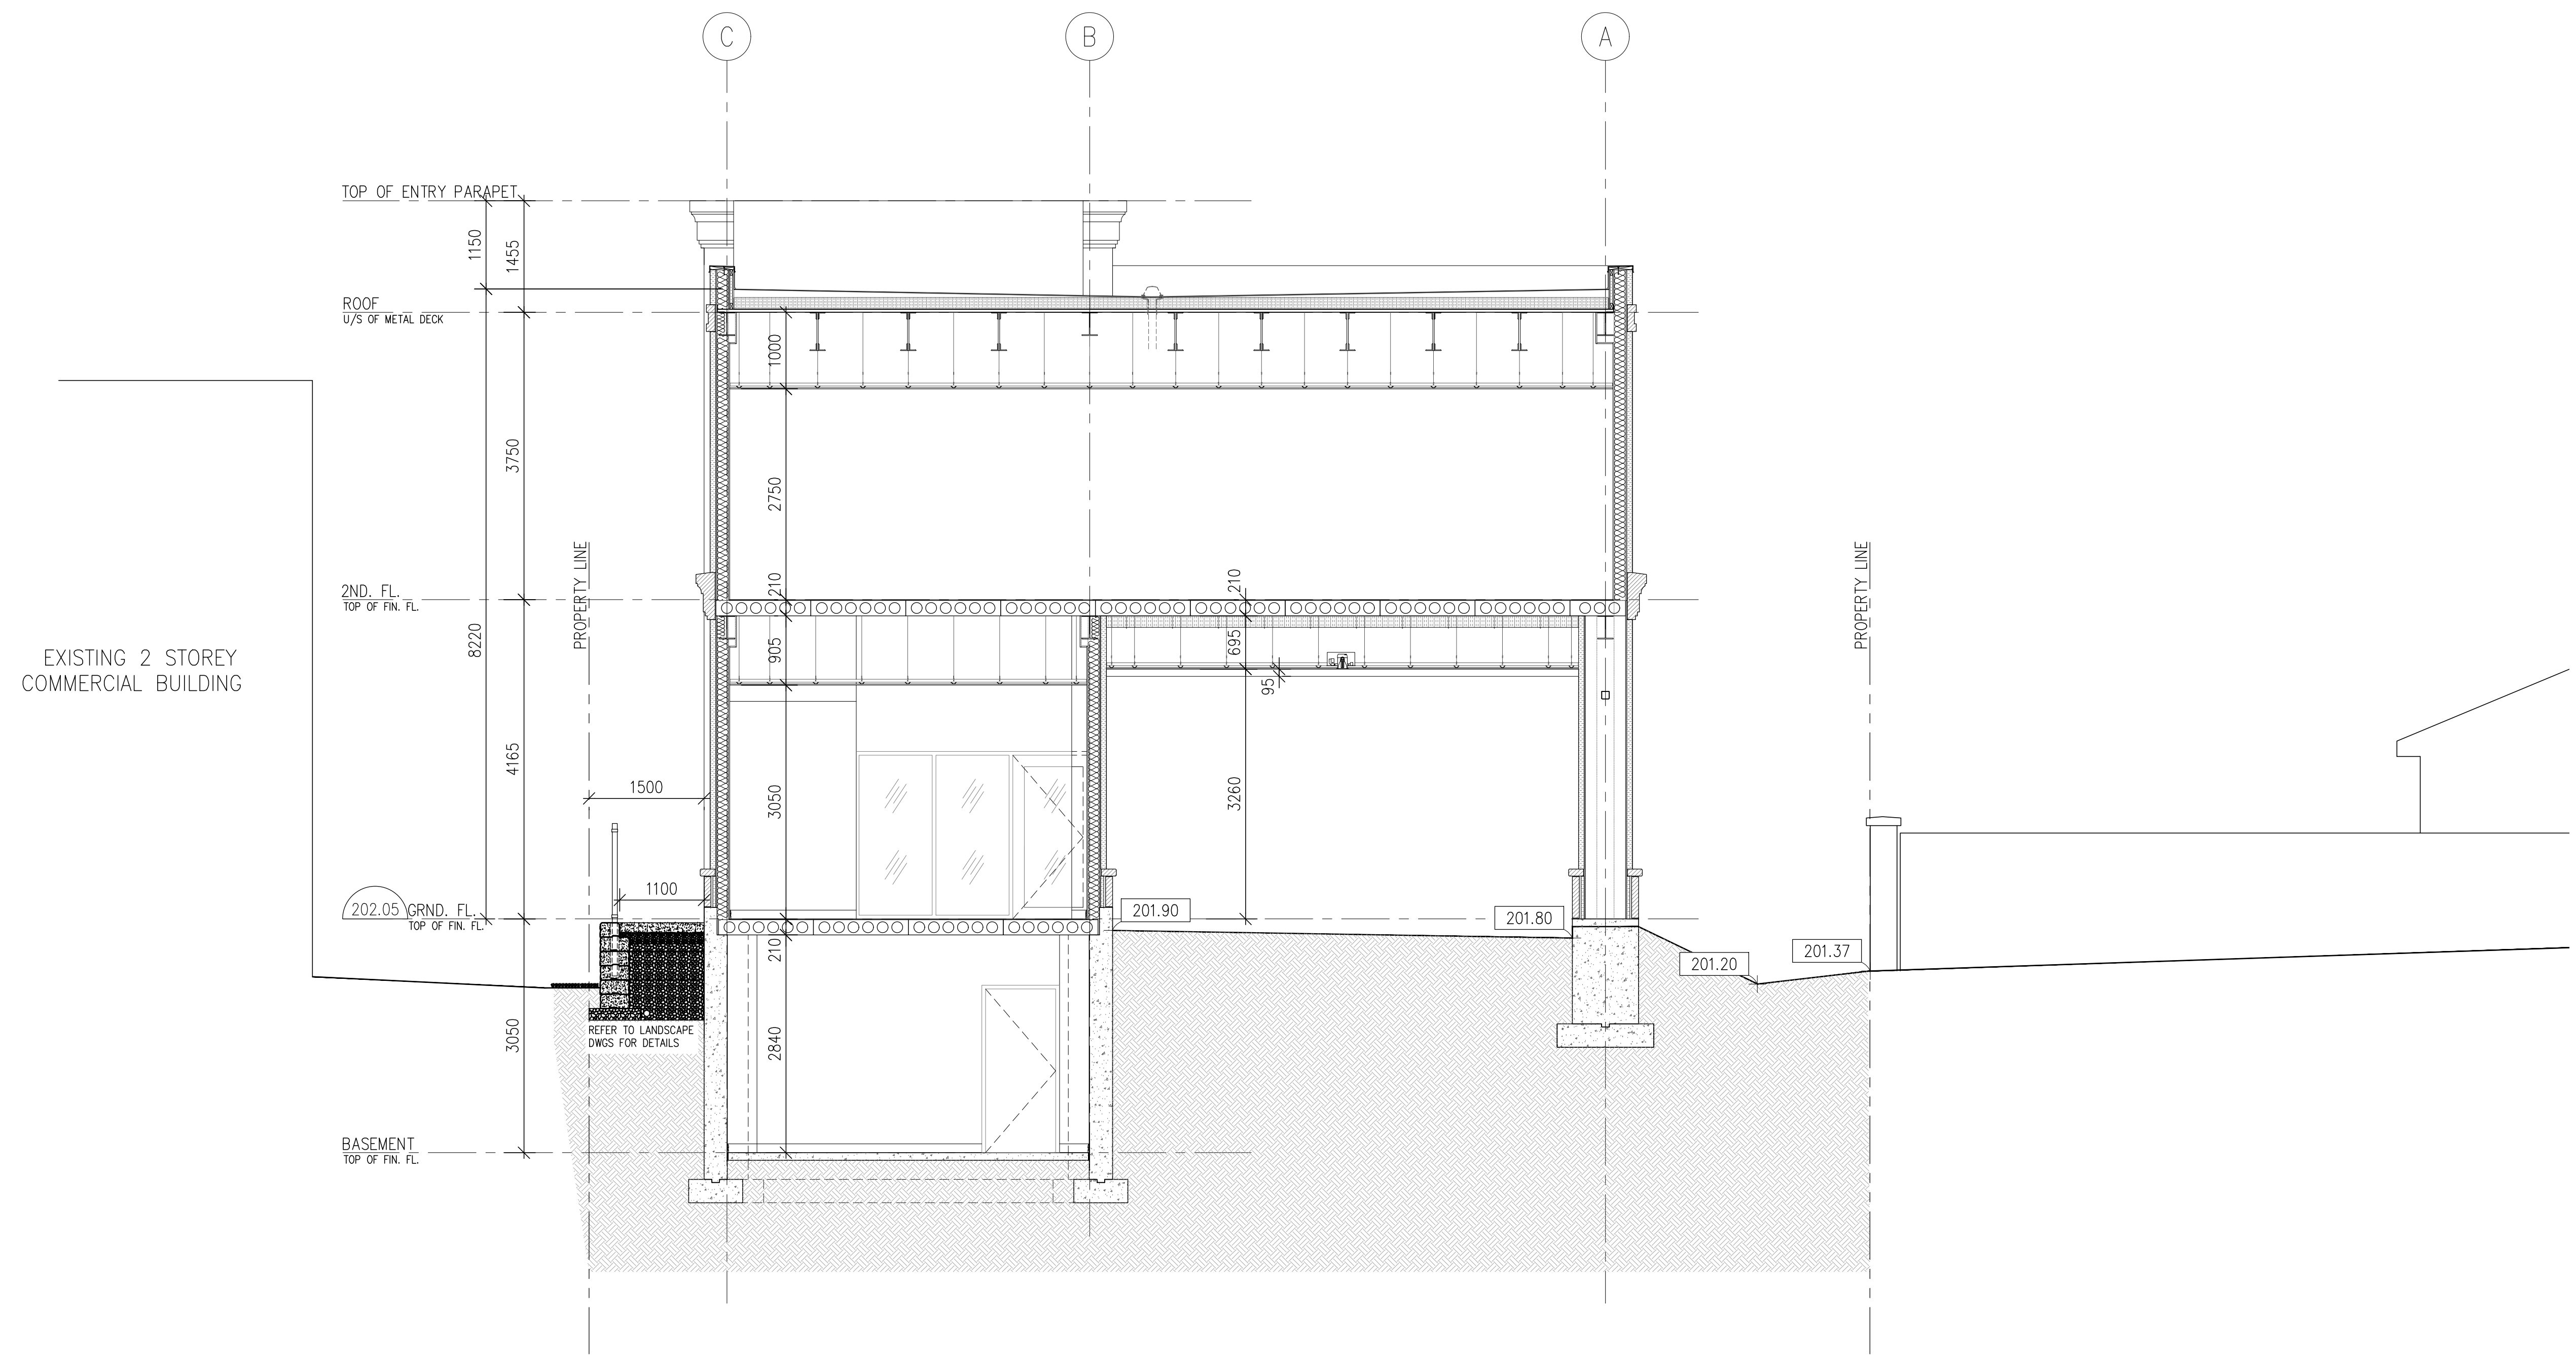 C
B
A
TOP OF ENTRY PARAPET
1150
1455
ROOF
U/S OF METAL DECK
1000
3750
2750
PROPERTY LINE
PROPERTY LINE
2ND. FL.
TOP OF FIN. FL.
210
210
8220
905
695
95
EXISTING 2 STOREY
COMMERCIAL BUILDING
4165
3050
3260
1500
1100
202.05
GRND. FL.
TOP OF FIN. FL.
201.90
201.80
201.20
201.37
210
REFER TO LANDSCAPE
DWGS FOR DETAILS
3050
2840
BASEMENT
TOP OF FIN. FL.